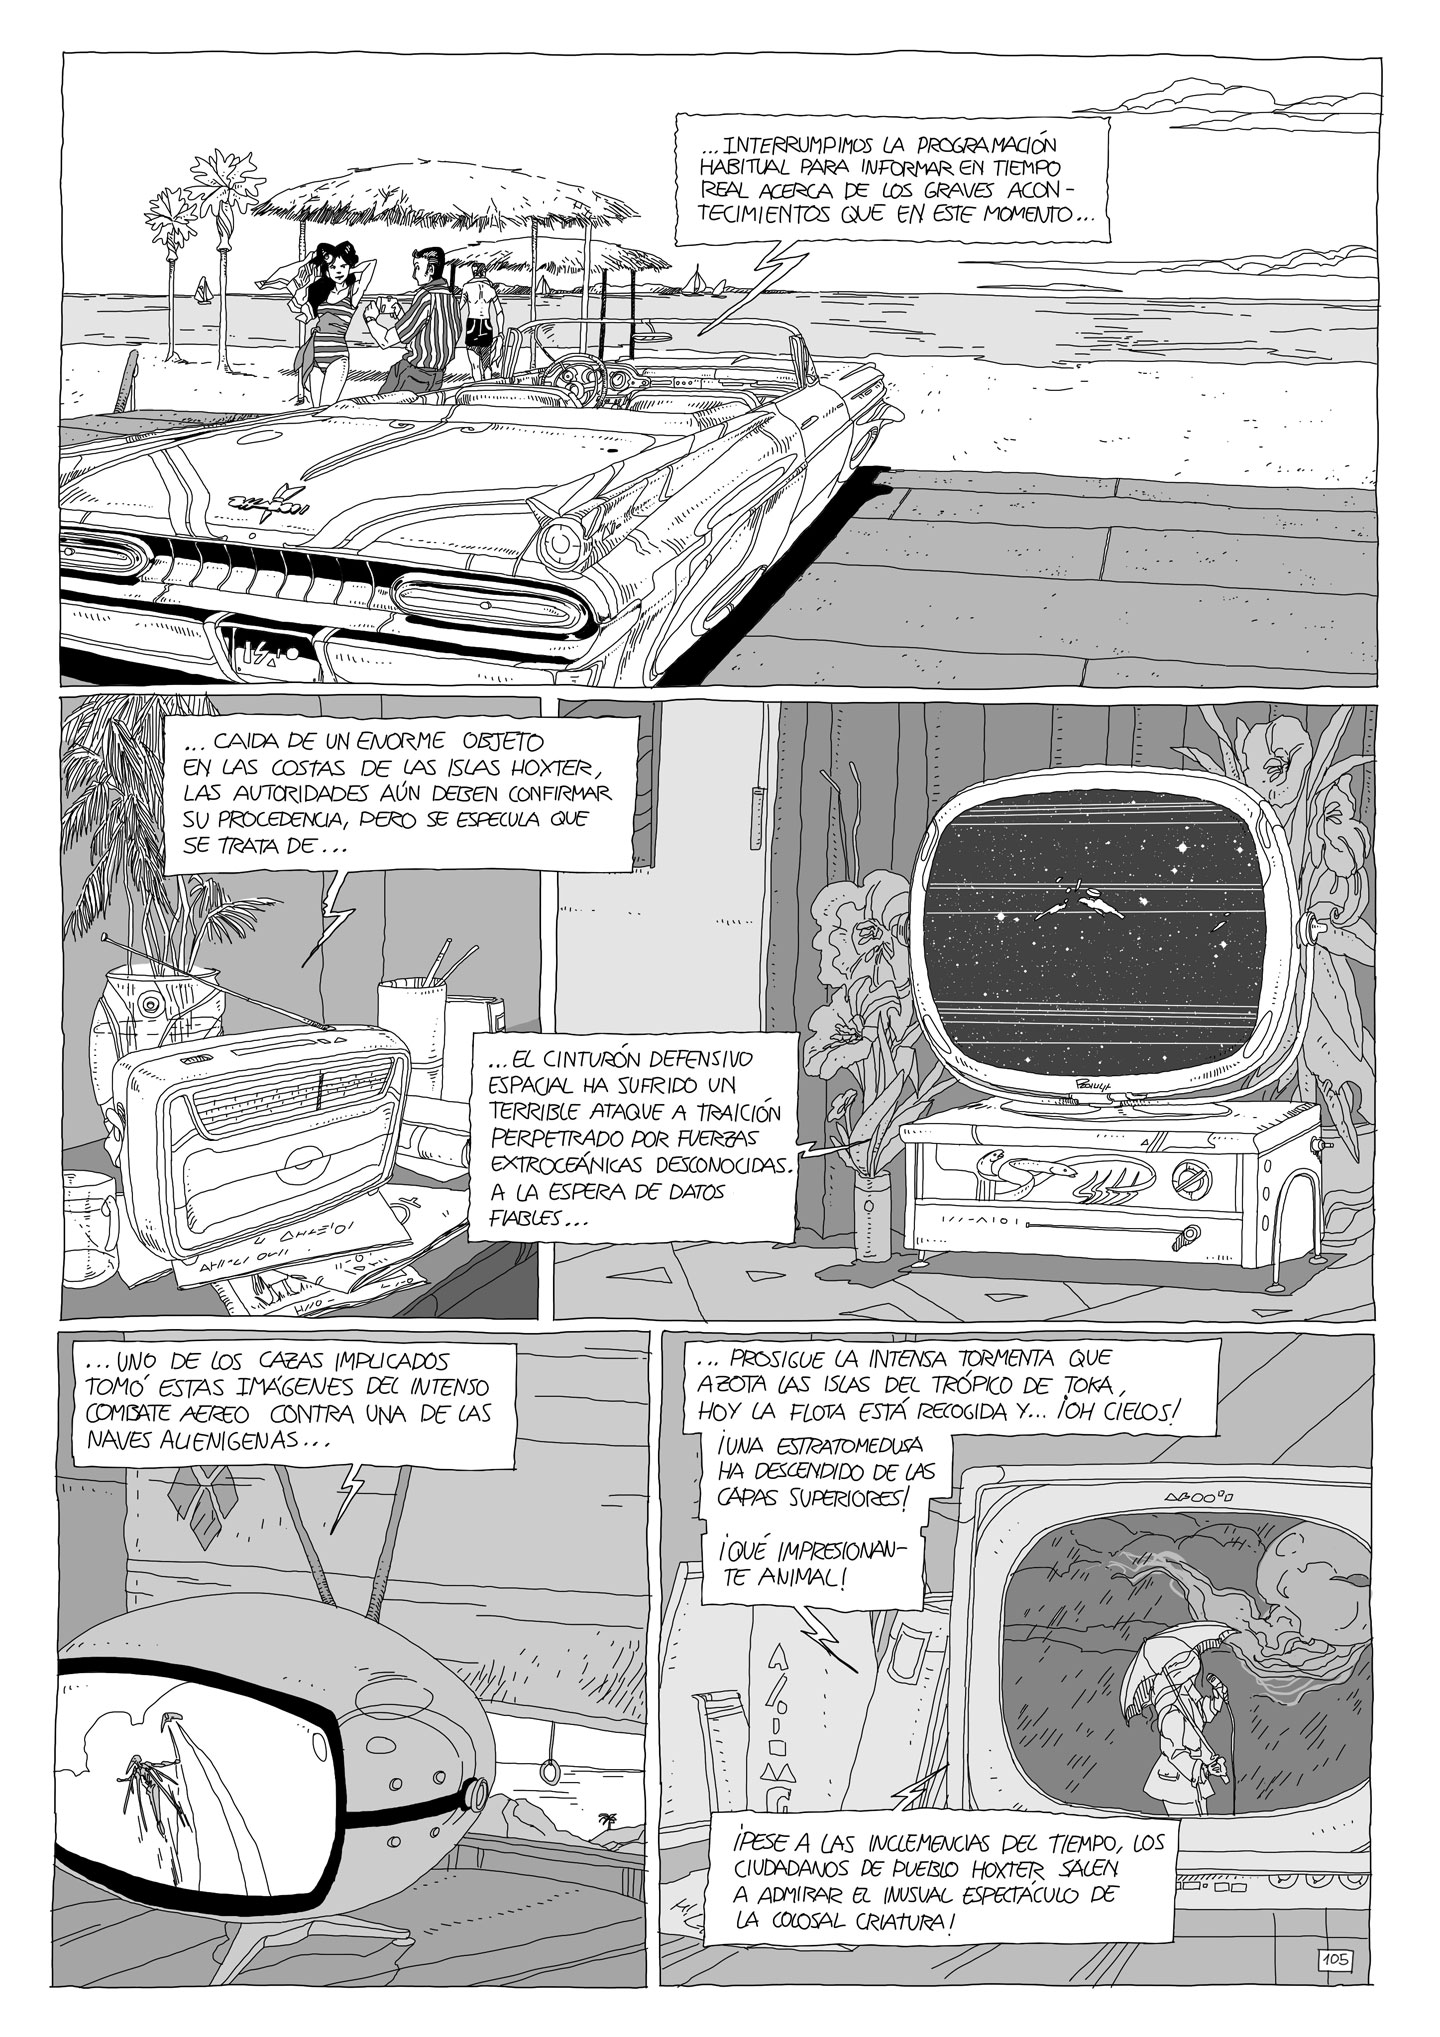 ...INTERRUMPIMOS LA PROGRAMACIÓN
HABITUAL PARA INFORMAR EN TIEMPO
REAL ACERCA DE LOS GRAVES ACON-
TECIMIENTOS QUE EN ESTE MOMENTO...
... CAIDA DE UN ENORME OBJETO
EN LAS COSTAS DE LAS ISLAS HOXTER,
LAS AUTORIDADES AÚN DEBEN CONFIRMAR
SU PROCEDENCIA, PERO SE ESPECULA QUE
SE TRATA DE...
...EL CINTURÓN DEFENSIVO
ESPACIAL HA SUFRIDO UN
TERRIBLE ATAQUE A TRAICIÓN
PERPETRADO POR FUERZAS
EXTROCEÁNICAS DESCONOCIDAS.
A LA ESPERA DE DATOS
FIABLES...
...UNO DE LOS CAZAS IMPLICADOS
TOMÓ ESTAS IMÁGENES DEL INTENSO
COMBATE AEREO CONTRA UNA DE LAS
NAVES ALIENIGENAS...
... PROSIGUE LA INTENSA TORMENTA QUE
AZOTA LAS ISLAS DEL TRÓPICO DE TOKA,
HOY LA FLOTA ESTÁ RECOGIDA Y... ¡OH CIELOS!
¡UNA ESTRATOMEDUSA
HA DESCENDIDO DE LAS
CAPAS SUPERIORES!
¡QUÉ IMPRESIONAN-
TE ANIMAL!
¡PESE A LAS INCLEMENCIAS DEL TIEMPO, LOS
CIUDADANOS DE PUEBLO HOXTER SALEN
A ADMIRAR EL INUSUAL ESPECTÁCULO DE
LA COLOSAL CRIATURA!
105